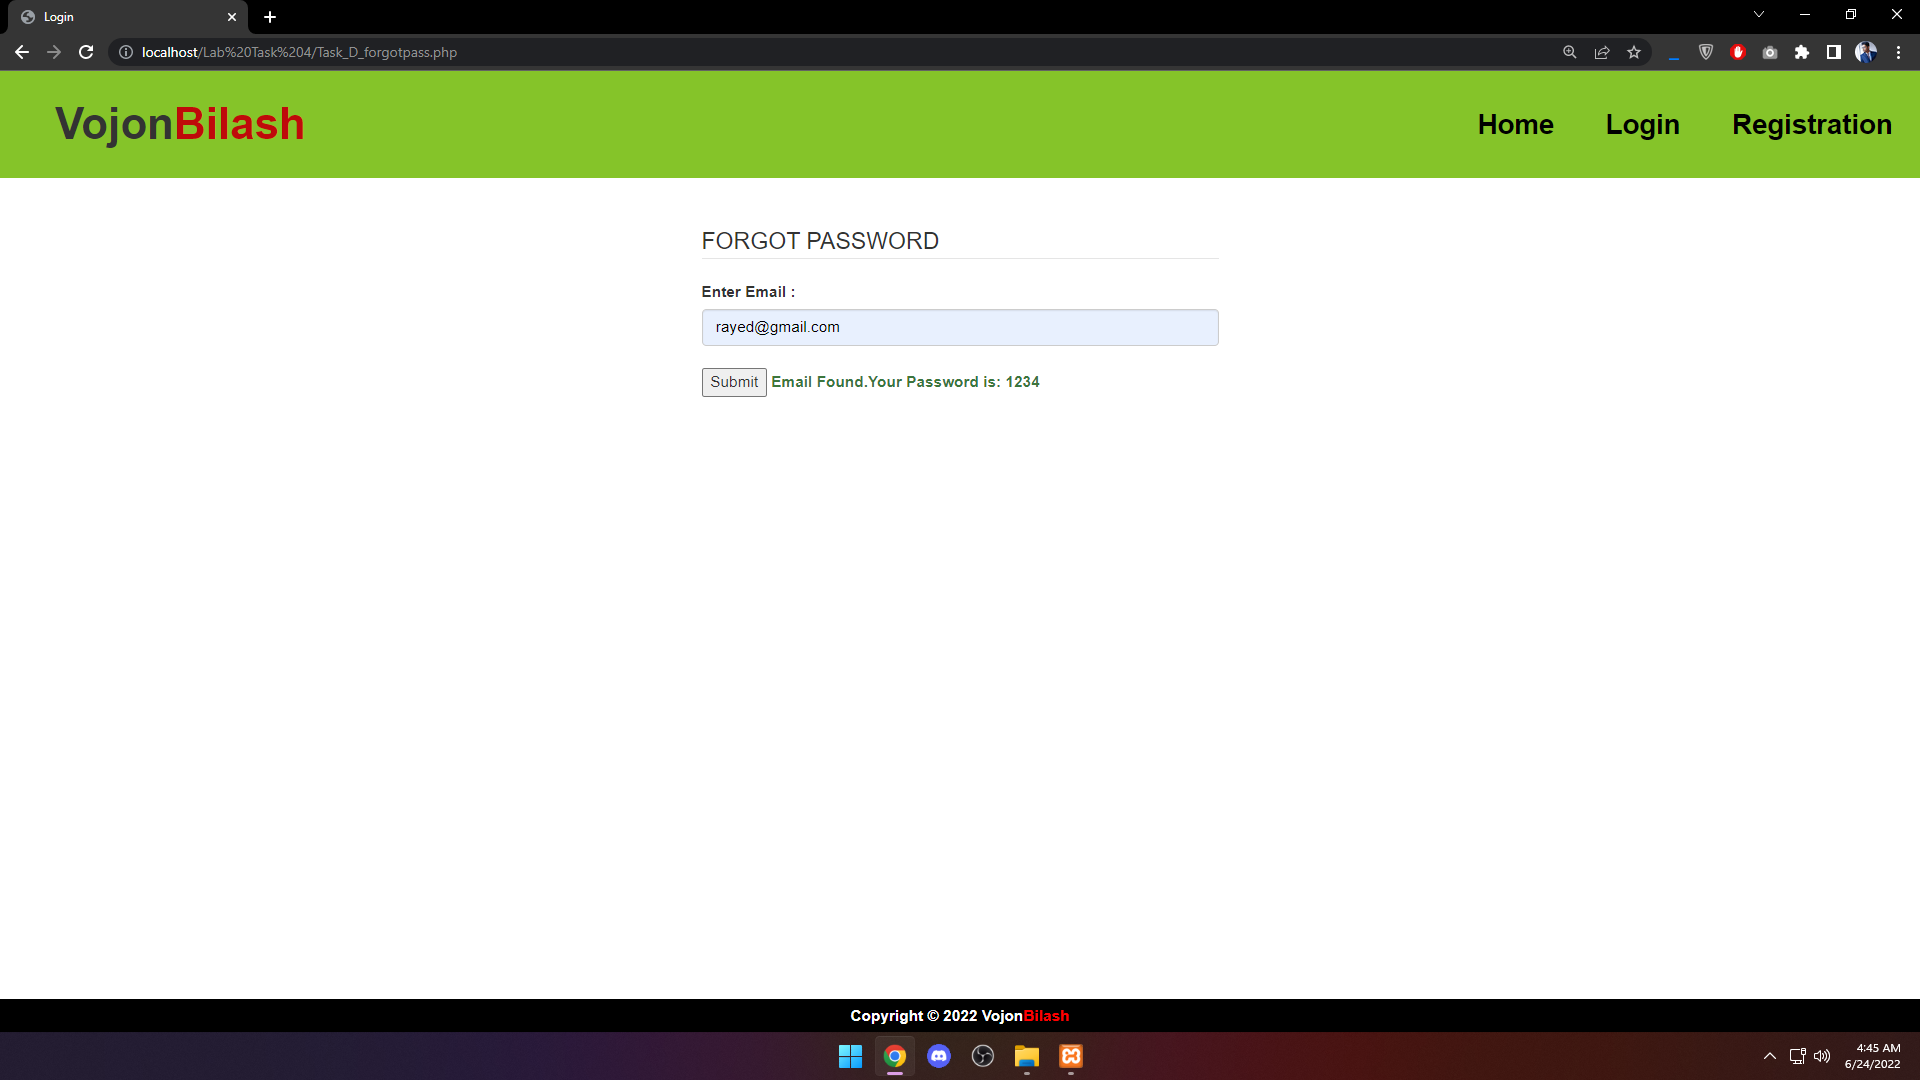 Login
localhost/Lab%20Task%204/Task_D_forgotpass.php
VojonBilash
Home Login Registration
FORGOT PASSWORD
Enter Email :
rayed@gmail.com
Submit Email Found.Your Password is: 1234
Copyright © 2022 VojonBilash
4:45 AM
6/24/2022